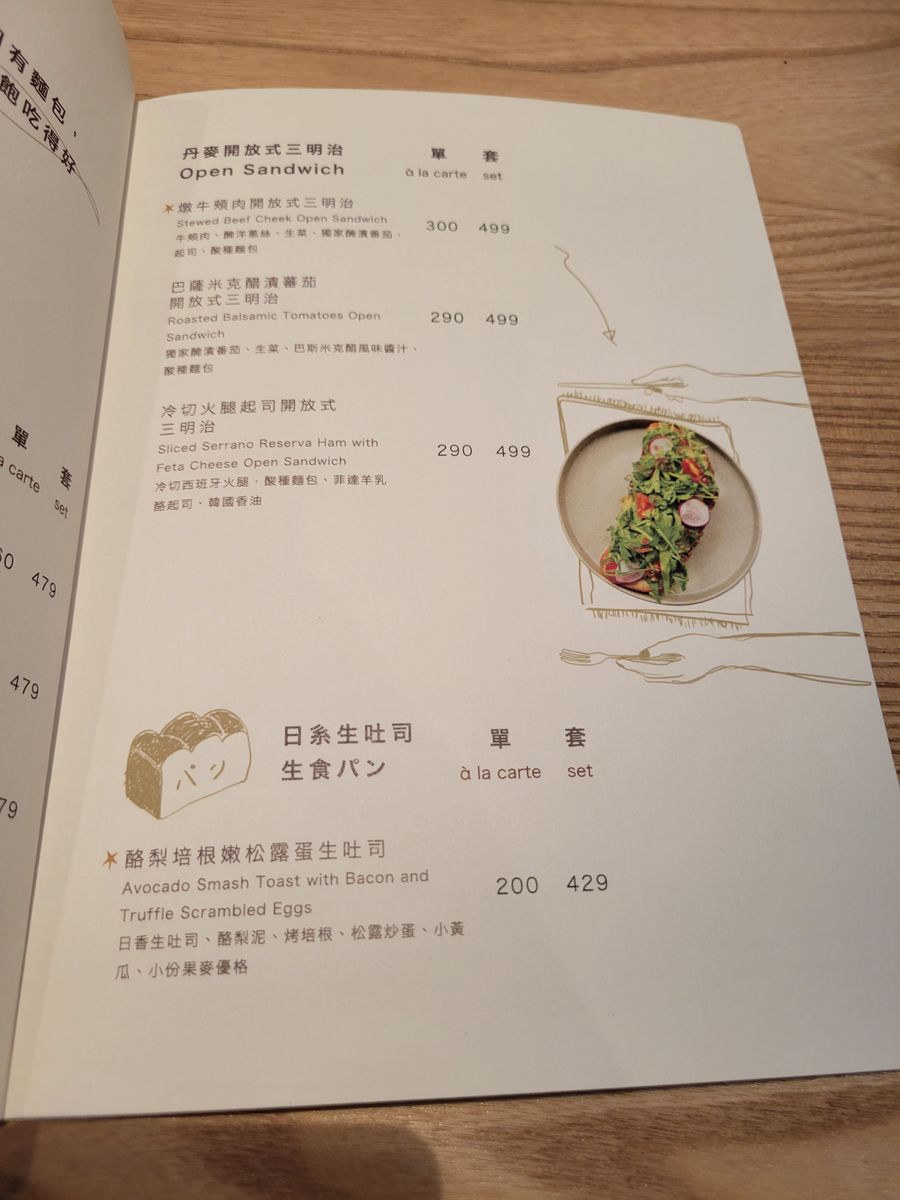 有麵包,
飽吃得好
單 套
à la carte set
60 479
479
79
丹麥開放式三明治 單 套
Open Sandwich à la carte set
燉牛頰肉開放式三明治
Stewed Beef Cheek Open Sandwich 300 499
牛頰肉、醃洋蔥絲、生菜、獨家醃漬番茄、
起司、酸種麵包
巴薩米克醋漬蕃茄
開放式三明治
Roasted Balsamic Tomatoes Open 290 499
Sandwich
獨家醃漬番茄、生菜、巴斯米克醋風味醬汁、
酸種麵包
冷切火腿起司開放式
三明治
Sliced Serrano Reserva Ham with 290 499
Feta Cheese Open Sandwich
冷切西班牙火腿、酸種麵包、菲達羊乳
酪起司、韓國香油
パン
日系生吐司 單 套
生食パン à la carte set
酪梨培根嫩松露蛋生吐司
Avocado Smash Toast with Bacon and 200 429
Truffle Scrambled Eggs
日香生吐司、酪梨泥、烤培根、松露炒蛋、小黃
瓜、小份果麥優格